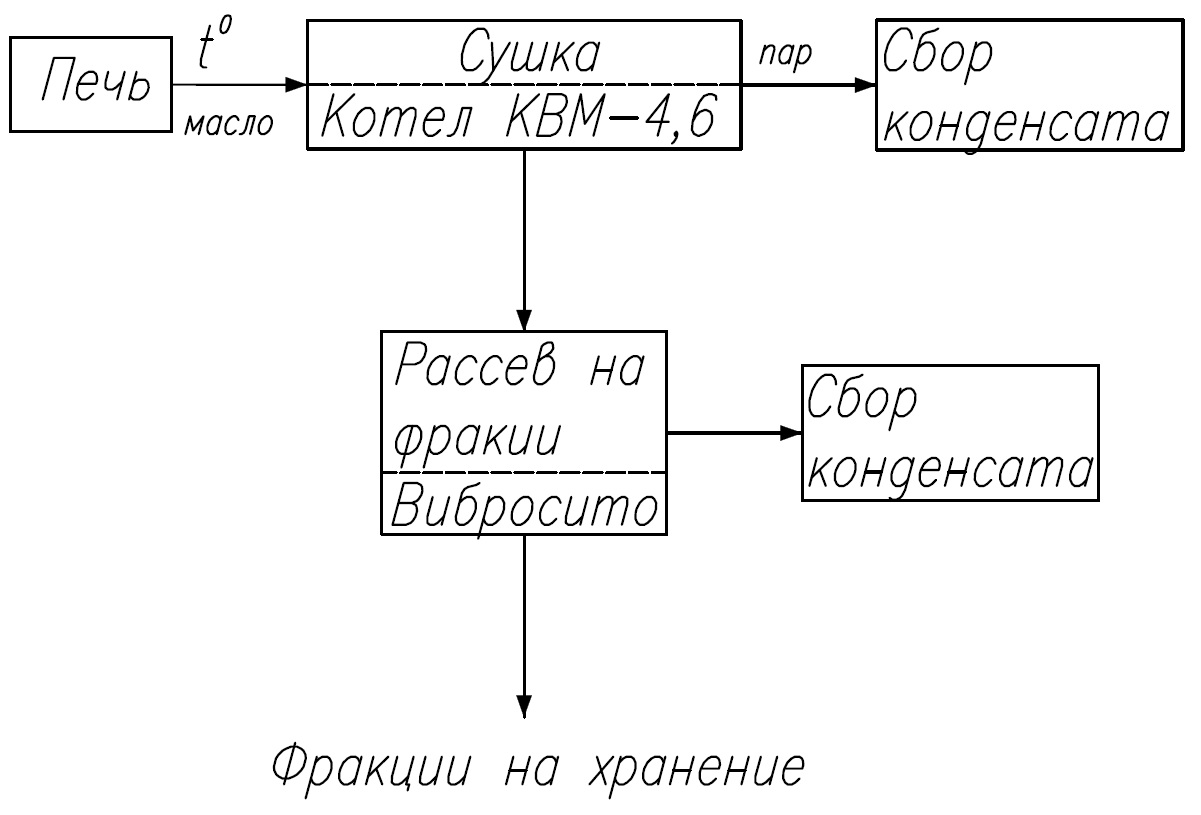 Печь
t⁰
масло
Сушка
Котел КВМ-4,6
пар
Сбор
конденсата
Рассев на
фракии
Вибросито
Сбор
конденсата
Фракции на хранение